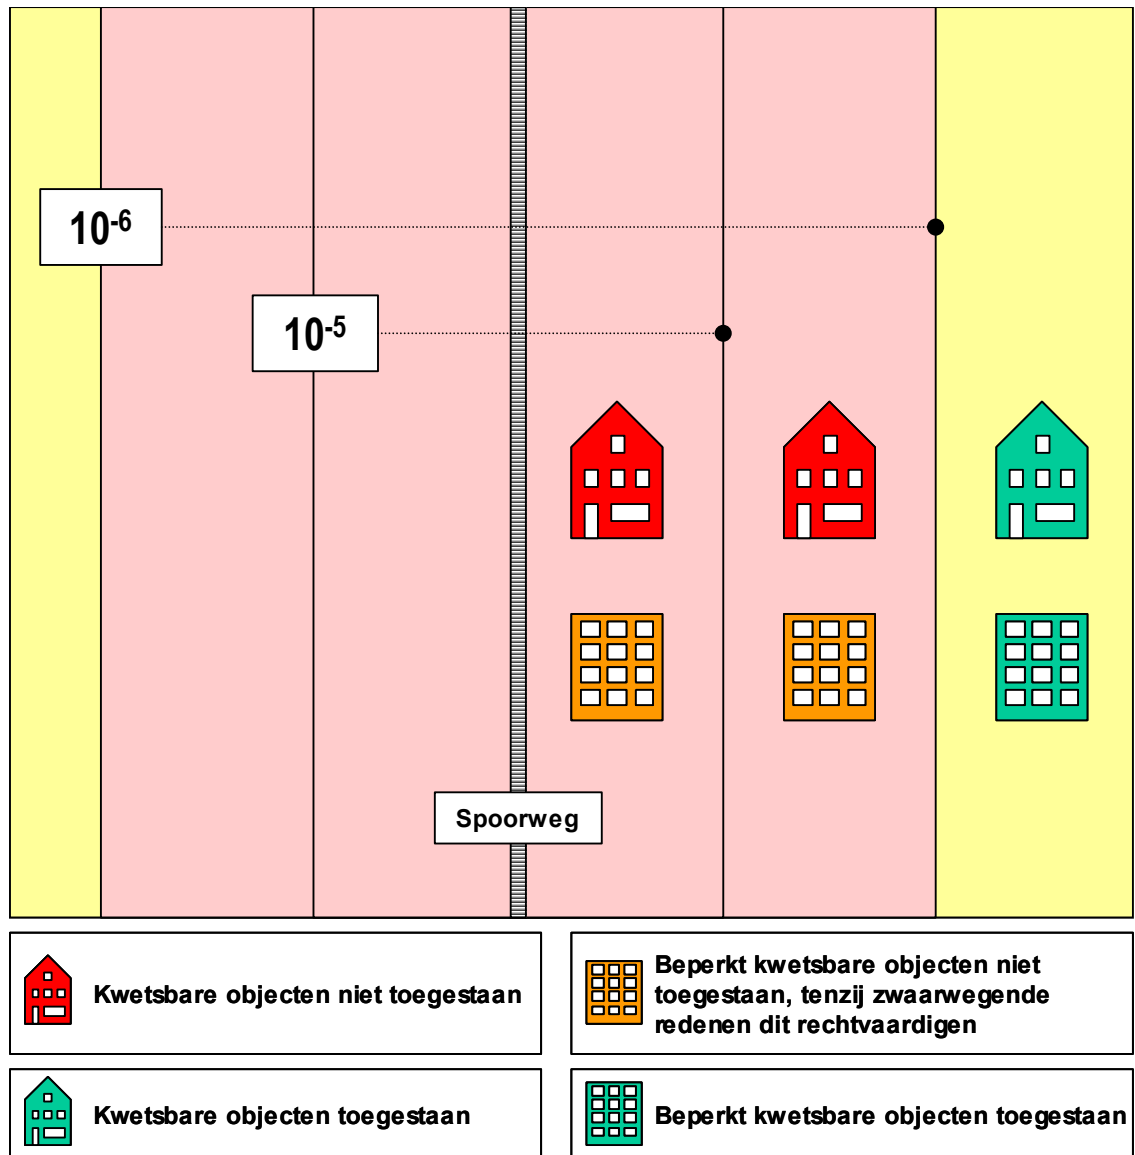 10-6
10-5
Spoorweg
Kwetsbare objecten niet toegestaan
Beperkt kwetsbare objecten niet
toegestaan, tenzij zwaarwegende
redenen dit rechtvaardigen
Kwetsbare objecten toegestaan
Beperkt kwetsbare objecten toegestaan